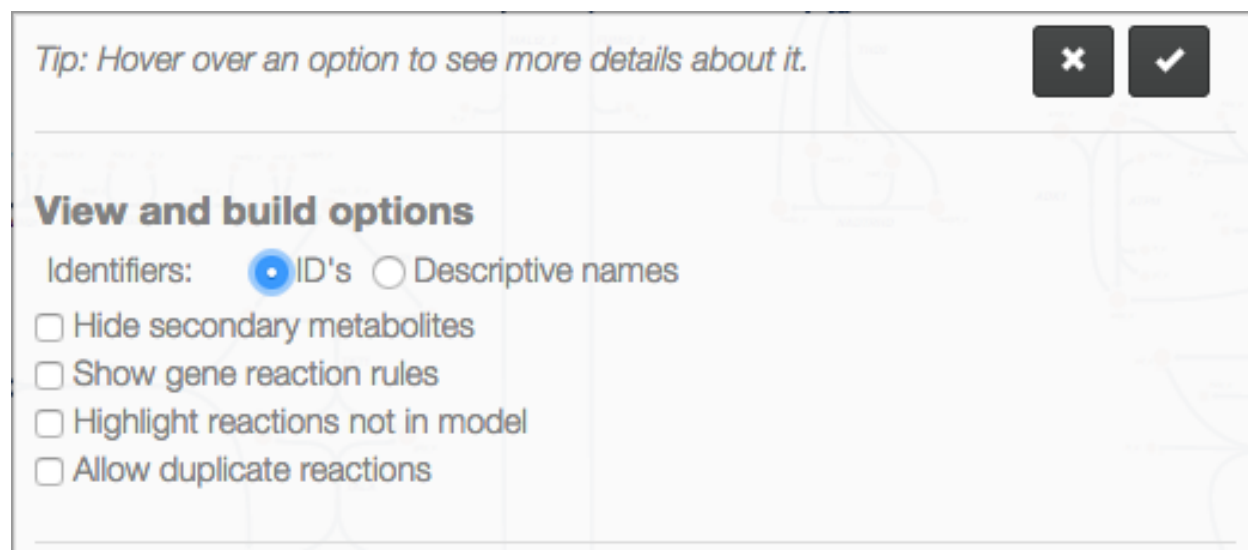 Tip: Hover over an option to see more details about it.
View and build options
Identifiers: ID's Descriptive names
Hide secondary metabolites
Show gene reaction rules
Highlight reactions not in model
Allow duplicate reactions